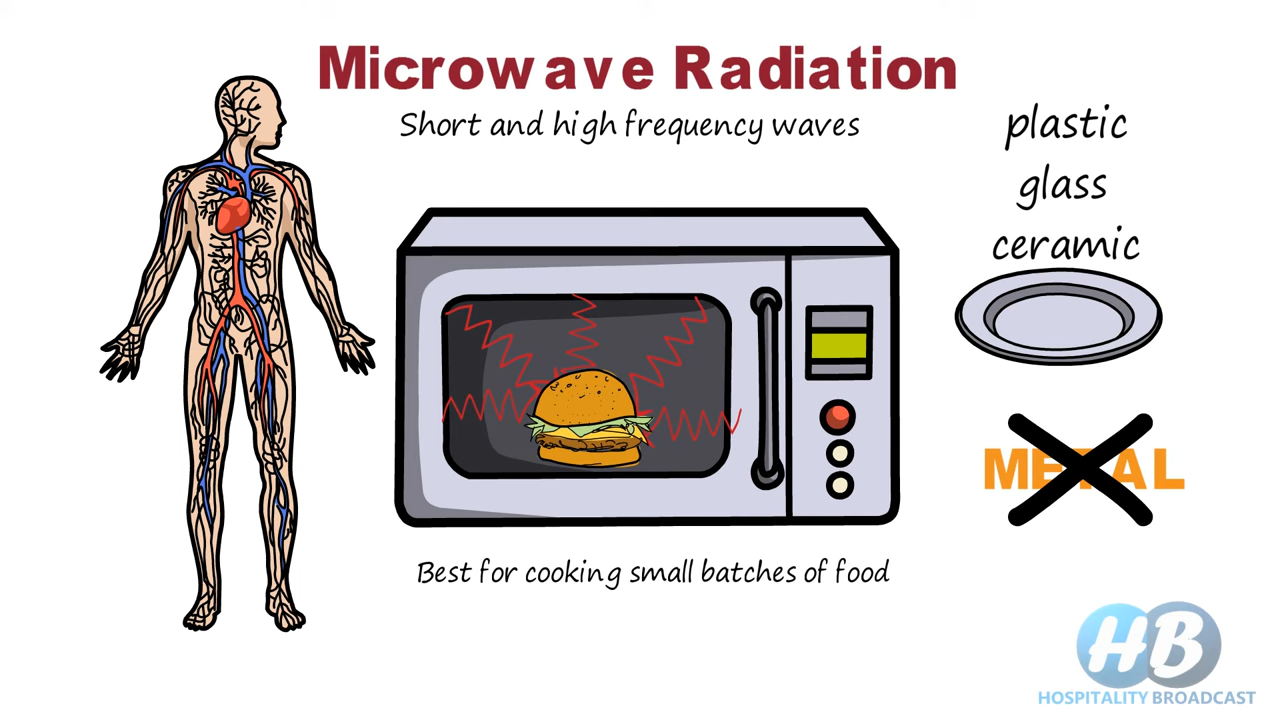 Microwave Radiation
Short and high frequency waves
plastic
glass
ceramic
METAL
Best for cooking small batches of food
HB
HOSPITALITY BROADCAST